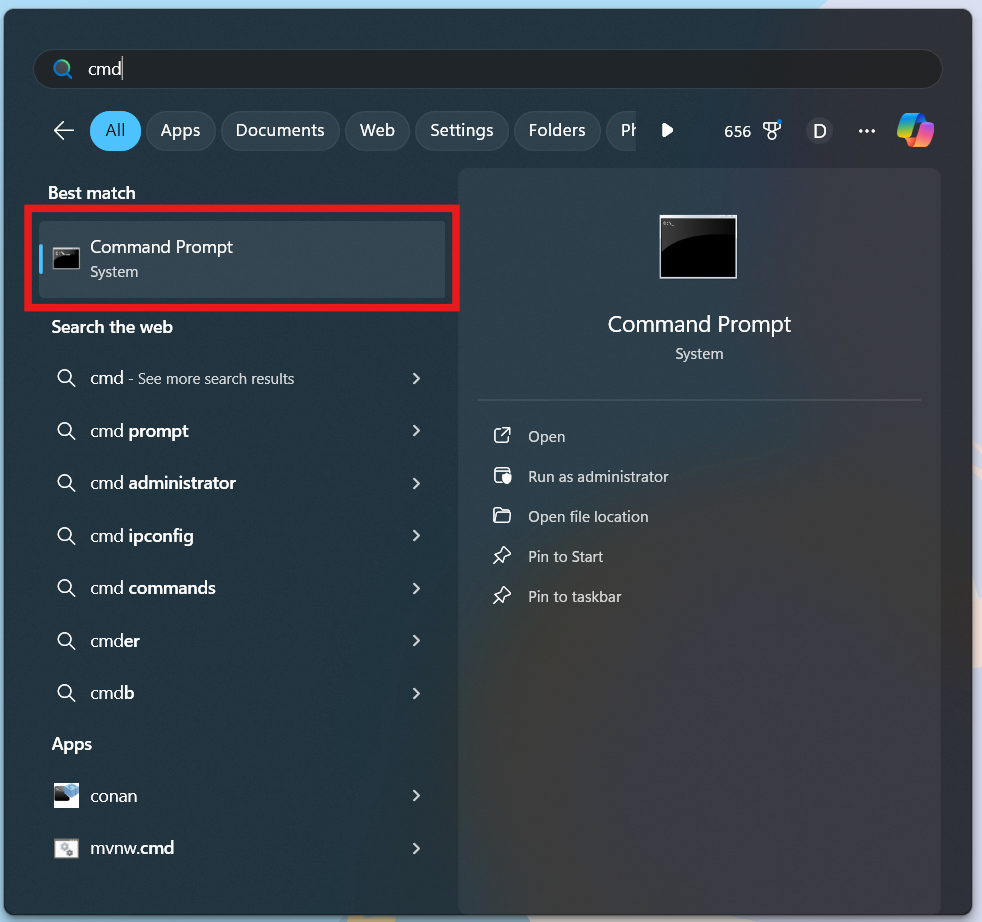 cmd
All Apps Documents Web Settings Folders Ph 656 D
Best match
Command Prompt
System
Search the web
cmd - See more search results
cmd prompt
cmd administrator
cmd ipconfig
cmd commands
cmder
cmdb
Apps
conan
mvnw.cmd
Command Prompt
System
Open
Run as administrator
Open file location
Pin to Start
Pin to taskbar